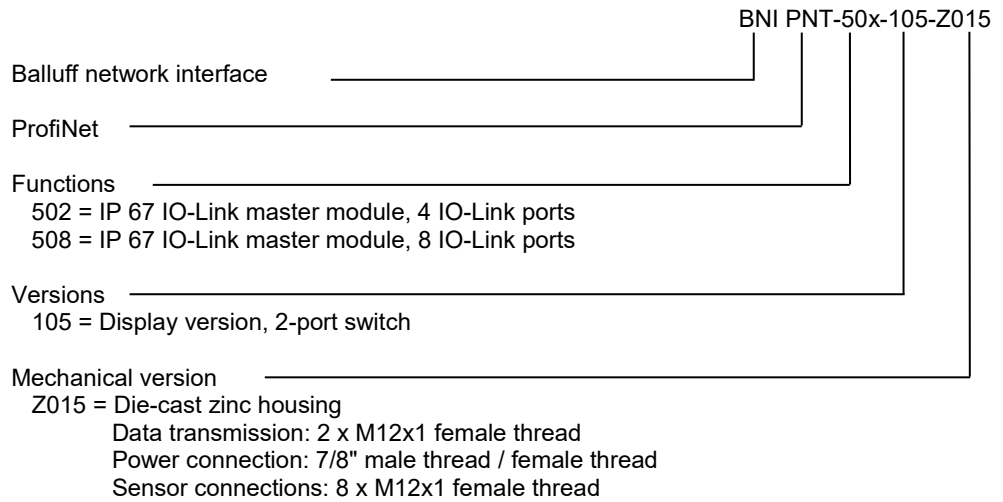 BNI PNT-50x-105-Z015
Balluff network interface
ProfiNet
Functions
502 = IP 67 IO-Link master module, 4 IO-Link ports
508 = IP 67 IO-Link master module, 8 IO-Link ports
Versions
105 = Display version, 2-port switch
Mechanical version
Z015 = Die-cast zinc housing
Data transmission: 2 x M12x1 female thread
Power connection: 7/8" male thread / female thread
Sensor connections: 8 x M12x1 female thread